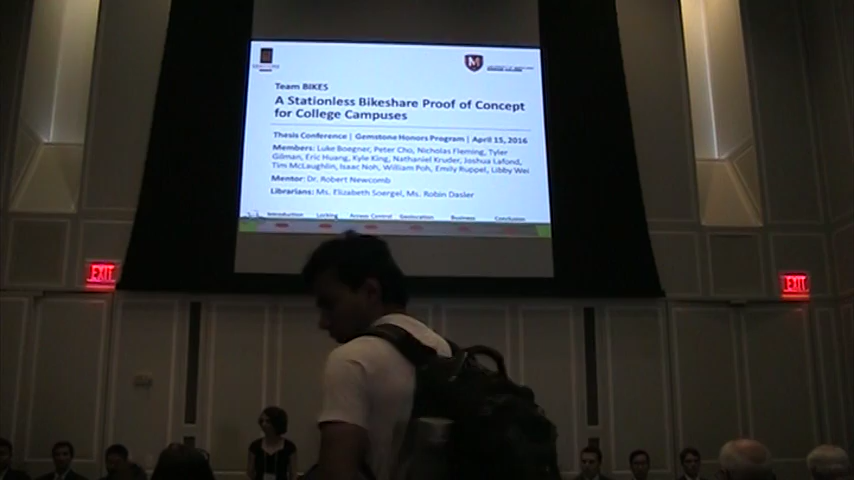 Team BIKES
A Stationless Bikeshare Proof of Concept
for College Campuses
Thesis Conference | Gemstone Honors Program | April 15, 2016
Members: Luke Boegner, Peter Cho, Nicholas Fleming, Tyler
Gilman, Eric Huang, Kyle King, Nathaniel Kruder, Joshua Lafond,
Tim McLaughlin, Isaac Noh, William Poh, Emily Ruppel, Libby Wei
Mentor: Dr. Robert Newcomb
Librarians: Ms. Elizabeth Soergel, Ms. Robin Dasler
Introduction Locking Access Control Geolocation Business Conclusion
EXIT
EXIT